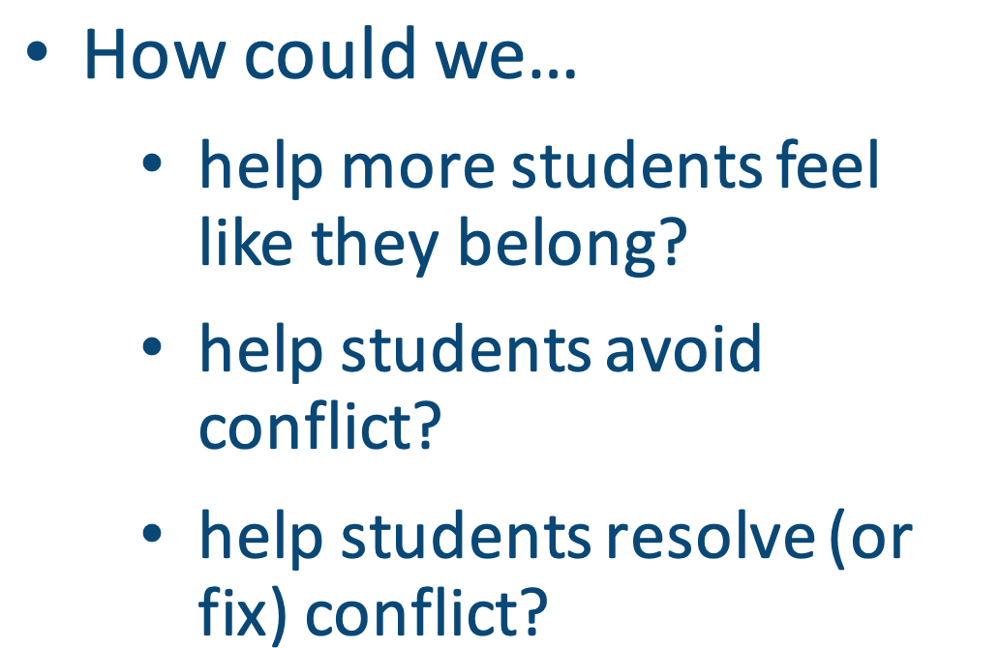 • How could we...
• help more students feel
like they belong?
• help students avoid
conflict?
• help students resolve (or
fix) conflict?